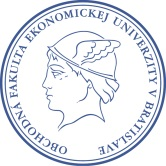 OBCHODNÁ FAKULTA EKONOMICKEJ UNIVERZITY V BRATISLAVE